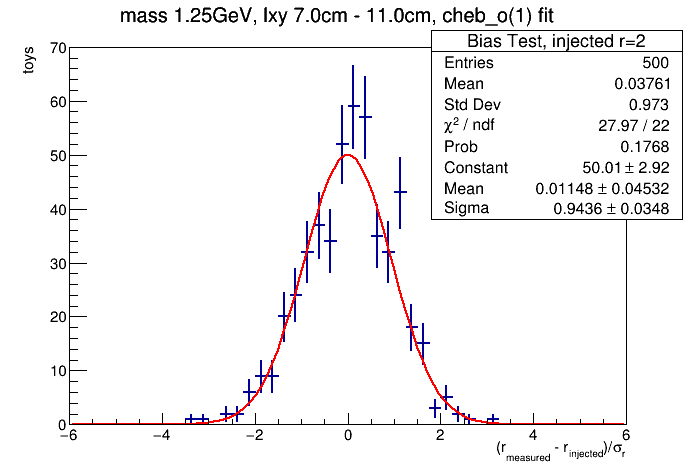 mass 1.25GeV, lxy 7.0cm - 11.0cm, cheb_o(1) fit
Bias Test, injected r=2
Entries 500
Mean 0.03761
Std Dev 0.973
χ² / ndf 27.97 / 22
Prob 0.1768
Constant 50.01 ± 2.92
Mean 0.01148 ± 0.04532
Sigma 0.9436 ± 0.0348
toys
70
60
50
40
30
20
10
0
−6 −4 −2 0 2 4 6
(r_measured - r_injected)/σ_r